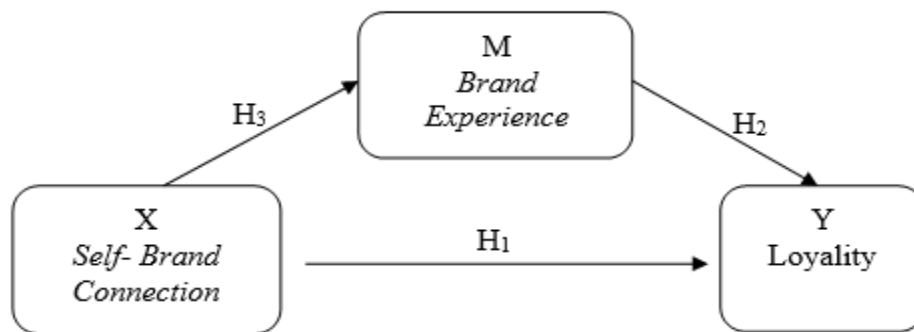 M
Brand
Experience
H₃
H₂
X
Self- Brand
Connection
H₁
Y
Loyality